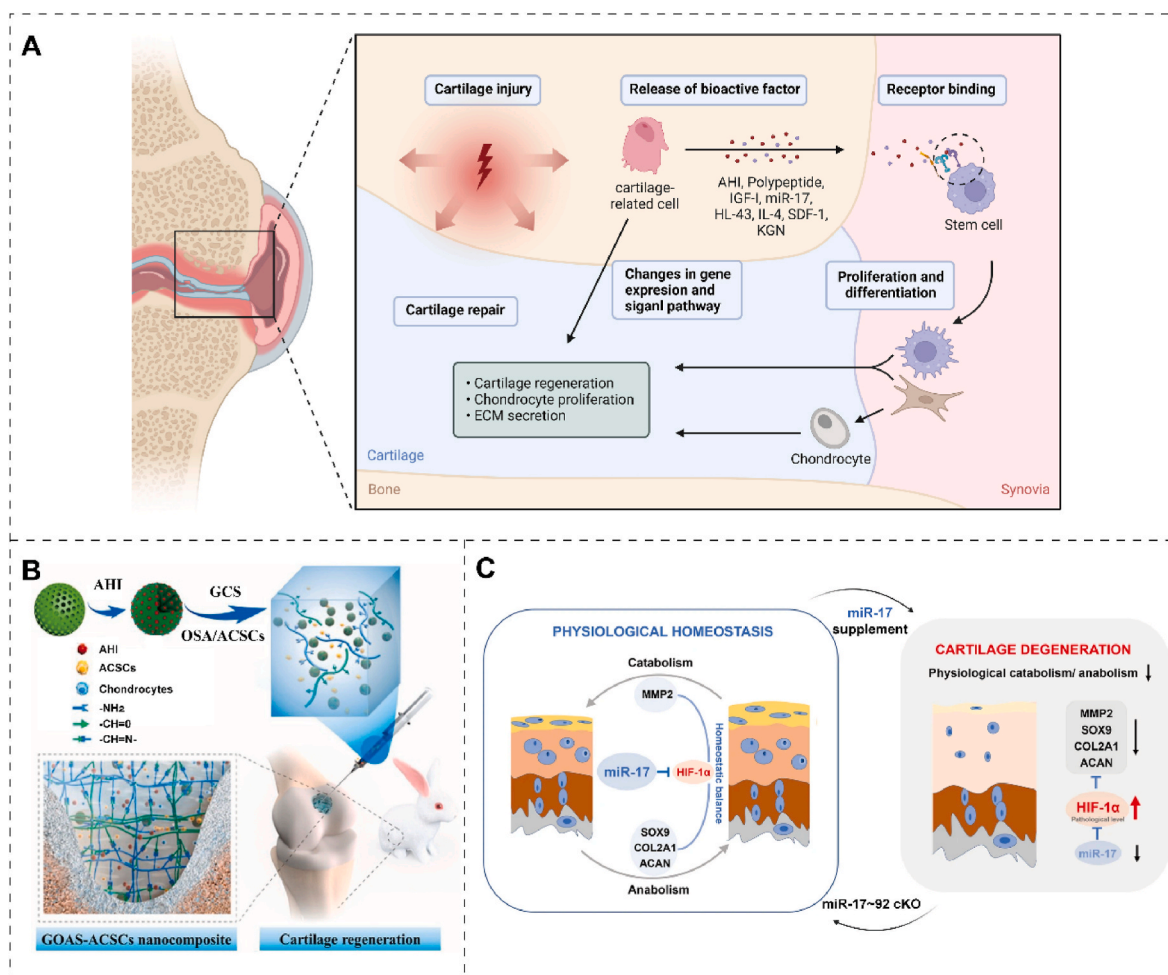 A
Cartilage injury
Release of bioactive factor
Receptor binding
cartilage-
related cell
AHI, Polypeptide,
IGF-I, miR-17,
HL-43, IL-4, SDF-1,
KGN
Stem cell
Changes in gene
expresion and
siganl pathway
Proliferation and
differentiation
Cartilage repair
• Cartilage regeneration
• Chondrocyte proliferation
• ECM secretion
Chondrocyte
Cartilage
Bone
Synovia
B
AHI
GCS
OSA/ACSCs
AHI
ACSCs
Chondrocytes
-NH2
-CH=0
-CH=N-
GOAS-ACSCs nanocomposite
Cartilage regeneration
C
PHYSIOLOGICAL HOMEOSTASIS
Catabolism
MMP2
miR-17
HIF-1α
Homeostatic balance
SOX9
COL2A1
ACAN
Anabolism
miR-17
supplement
CARTILAGE DEGENERATION
Physiological catabolism/ anabolism
MMP2
SOX9
COL2A1
ACAN
HIF-1α
Pathological level
miR-17
miR-17~92 cKO